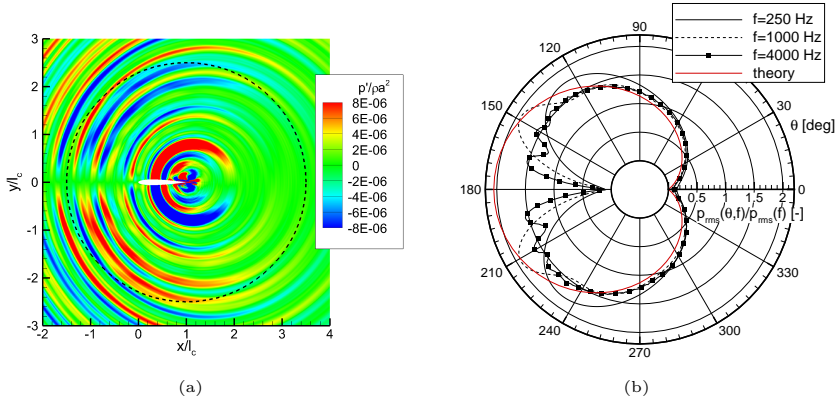 3
2
1
0
-1
-2
-3
y/lc
-2 -1 0 1 2 3 4
x/lc
p'/ρa²
8E-06
6E-06
4E-06
2E-06
0
-2E-06
-4E-06
-6E-06
-8E-06
(a)
f=250 Hz
f=1000 Hz
f=4000 Hz
theory
90
120
150
30
θ [deg]
180
0.5 1 1.5 2 0
p_rms(θ,f)/p_rms(f) [-]
210
330
240
300
270
(b)